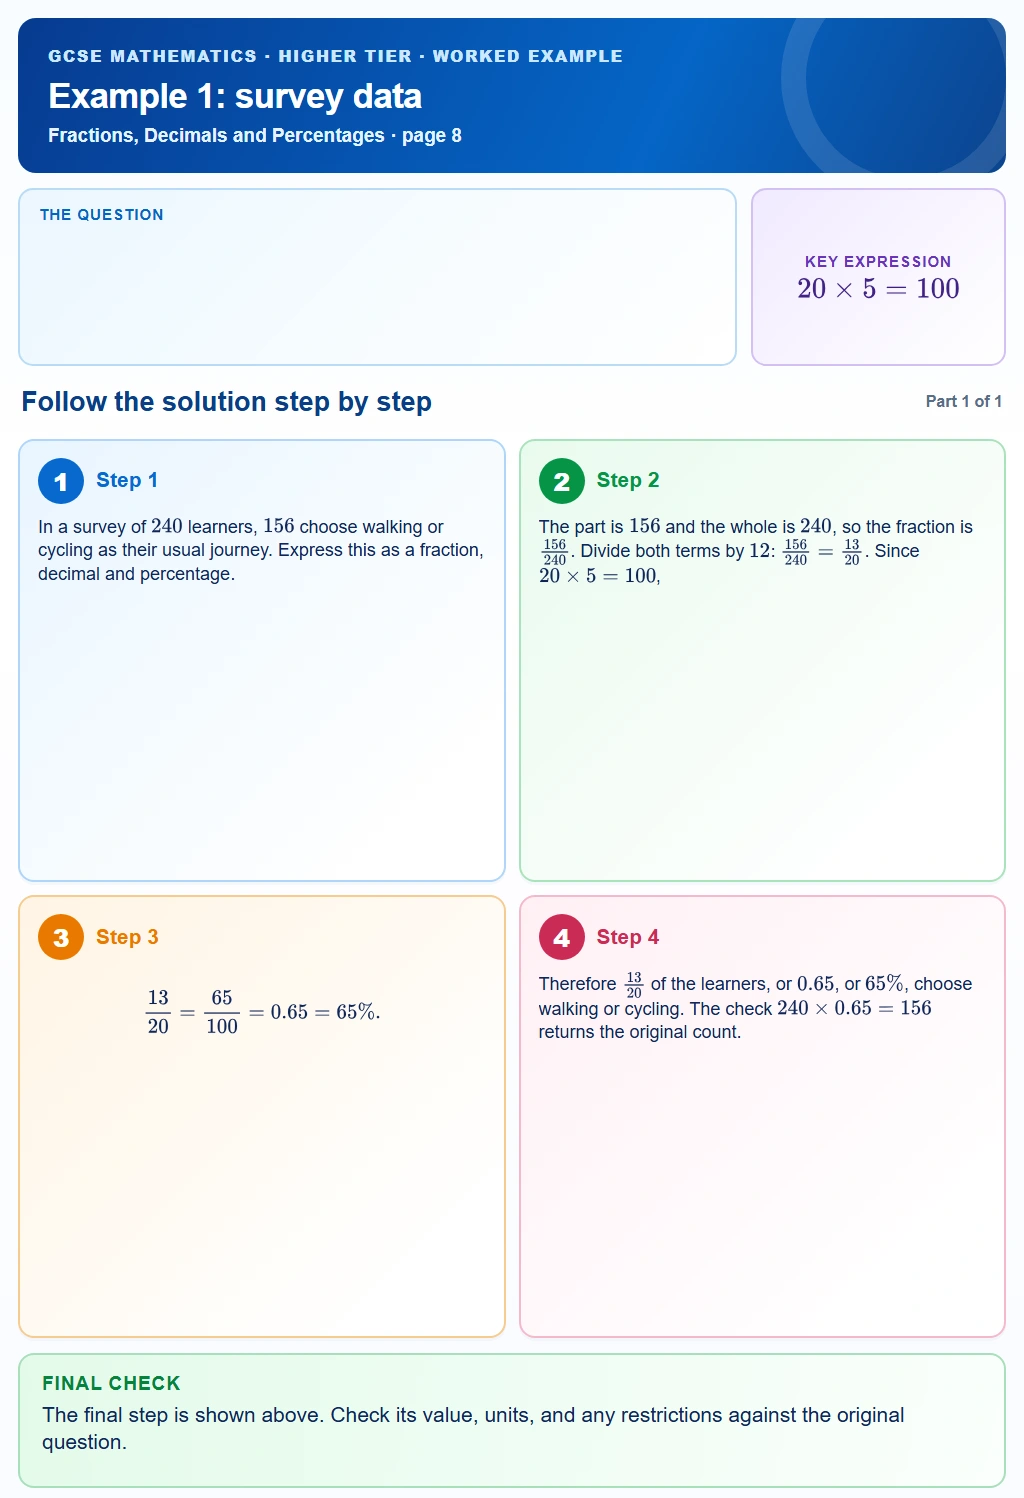 GCSE MATHEMATICS · HIGHER TIER · WORKED EXAMPLE
Example 1: survey data
Fractions, Decimals and Percentages · page 8
THE QUESTION
KEY EXPRESSION
20 × 5 = 100
Follow the solution step by step
Part 1 of 1
1 Step 1
In a survey of 240 learners, 156 choose walking or
cycling as their usual journey. Express this as a fraction,
decimal and percentage.
2 Step 2
The part is 156 and the whole is 240, so the fraction is
156/240. Divide both terms by 12: 156/240 = 13/20. Since
20 × 5 = 100,
3 Step 3
13/20 = 65/100 = 0.65 = 65%.
4 Step 4
Therefore 13/20 of the learners, or 0.65, or 65%, choose
walking or cycling. The check 240 × 0.65 = 156
returns the original count.
FINAL CHECK
The final step is shown above. Check its value, units, and any restrictions against the original
question.